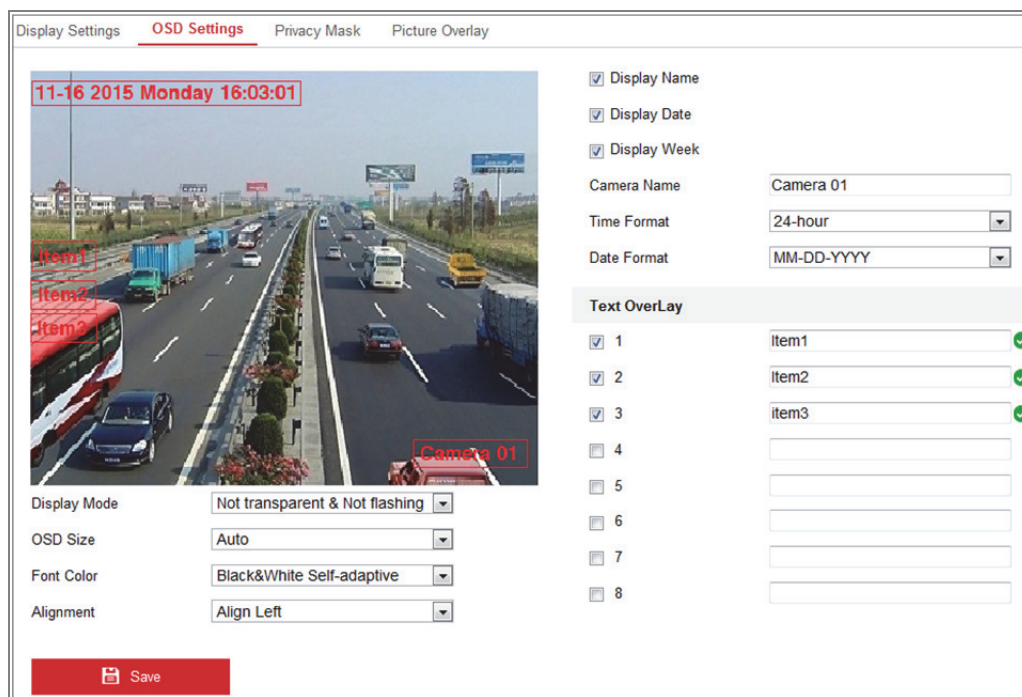 Display Settings OSD Settings Privacy Mask Picture Overlay
11-16 2015 Monday 16:03:01
Item1
Item2
Item3
Camera 01
Display Mode Not transparent & Not flashing
OSD Size Auto
Font Color Black&White Self-adaptive
Alignment Align Left
Save
Display Name
Display Date
Display Week
Camera Name Camera 01
Time Format 24-hour
Date Format MM-DD-YYYY
Text OverLay
1 Item1
2 Item2
3 item3
4
5
6
7
8